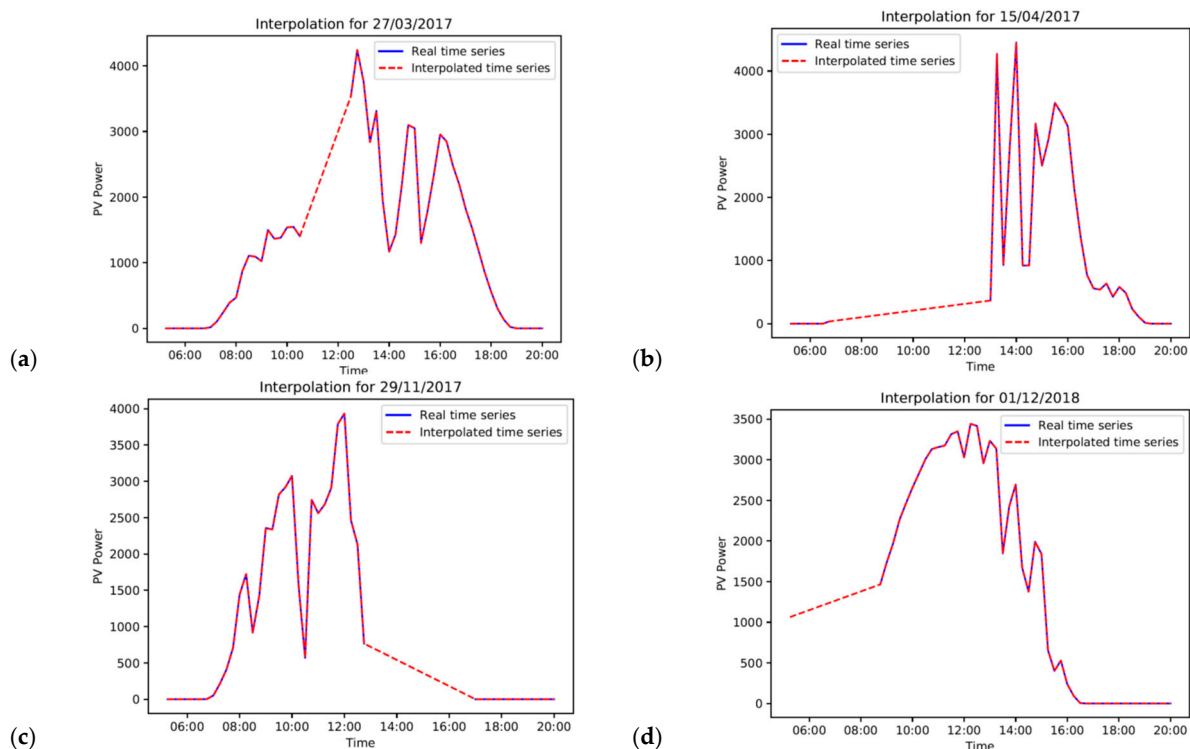 Interpolation for 27/03/2017
Real time series
Interpolated time series
4000
3000
2000
1000
0
PV Power
06:00 08:00 10:00 12:00 14:00 16:00 18:00 20:00
Time
(a)
Interpolation for 15/04/2017
Real time series
Interpolated time series
4000
3000
2000
1000
0
PV Power
06:00 08:00 10:00 12:00 14:00 16:00 18:00 20:00
Time
(b)
Interpolation for 29/11/2017
Real time series
Interpolated time series
4000
3500
3000
2500
2000
1500
1000
500
0
PV Power
06:00 08:00 10:00 12:00 14:00 16:00 18:00 20:00
Time
(c)
Interpolation for 01/12/2018
Real time series
Interpolated time series
3500
3000
2500
2000
1500
1000
500
0
PV Power
06:00 08:00 10:00 12:00 14:00 16:00 18:00 20:00
Time
(d)